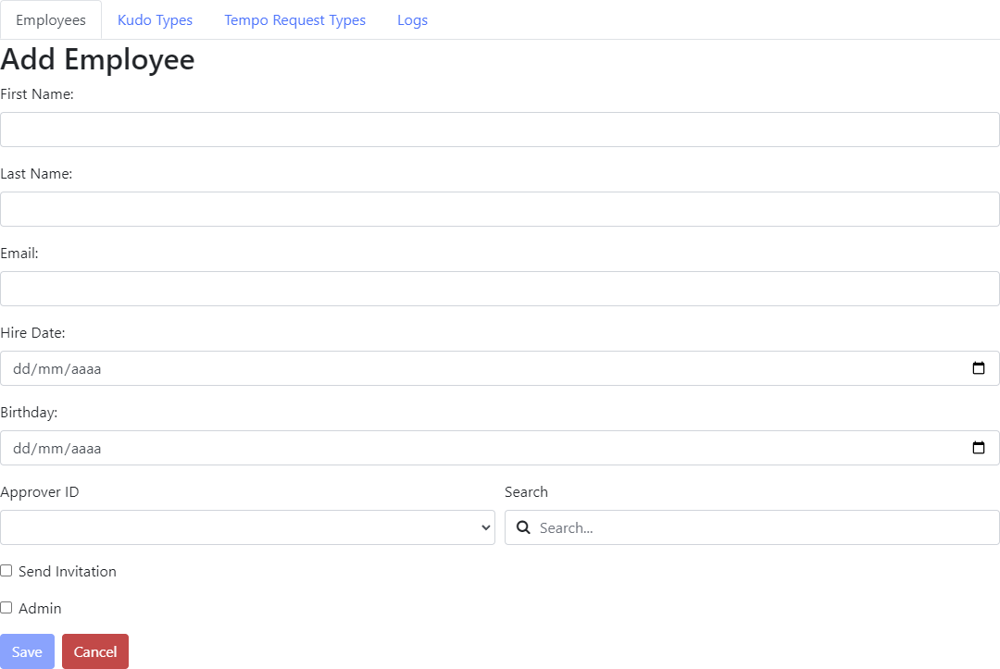 Employees Kudo Types Tempo Request Types Logs
Add Employee
First Name:
Last Name:
Email:
Hire Date:
dd/mm/aaaa
Birthday:
dd/mm/aaaa
Approver ID Search
Search...
Send Invitation
Admin
Save Cancel